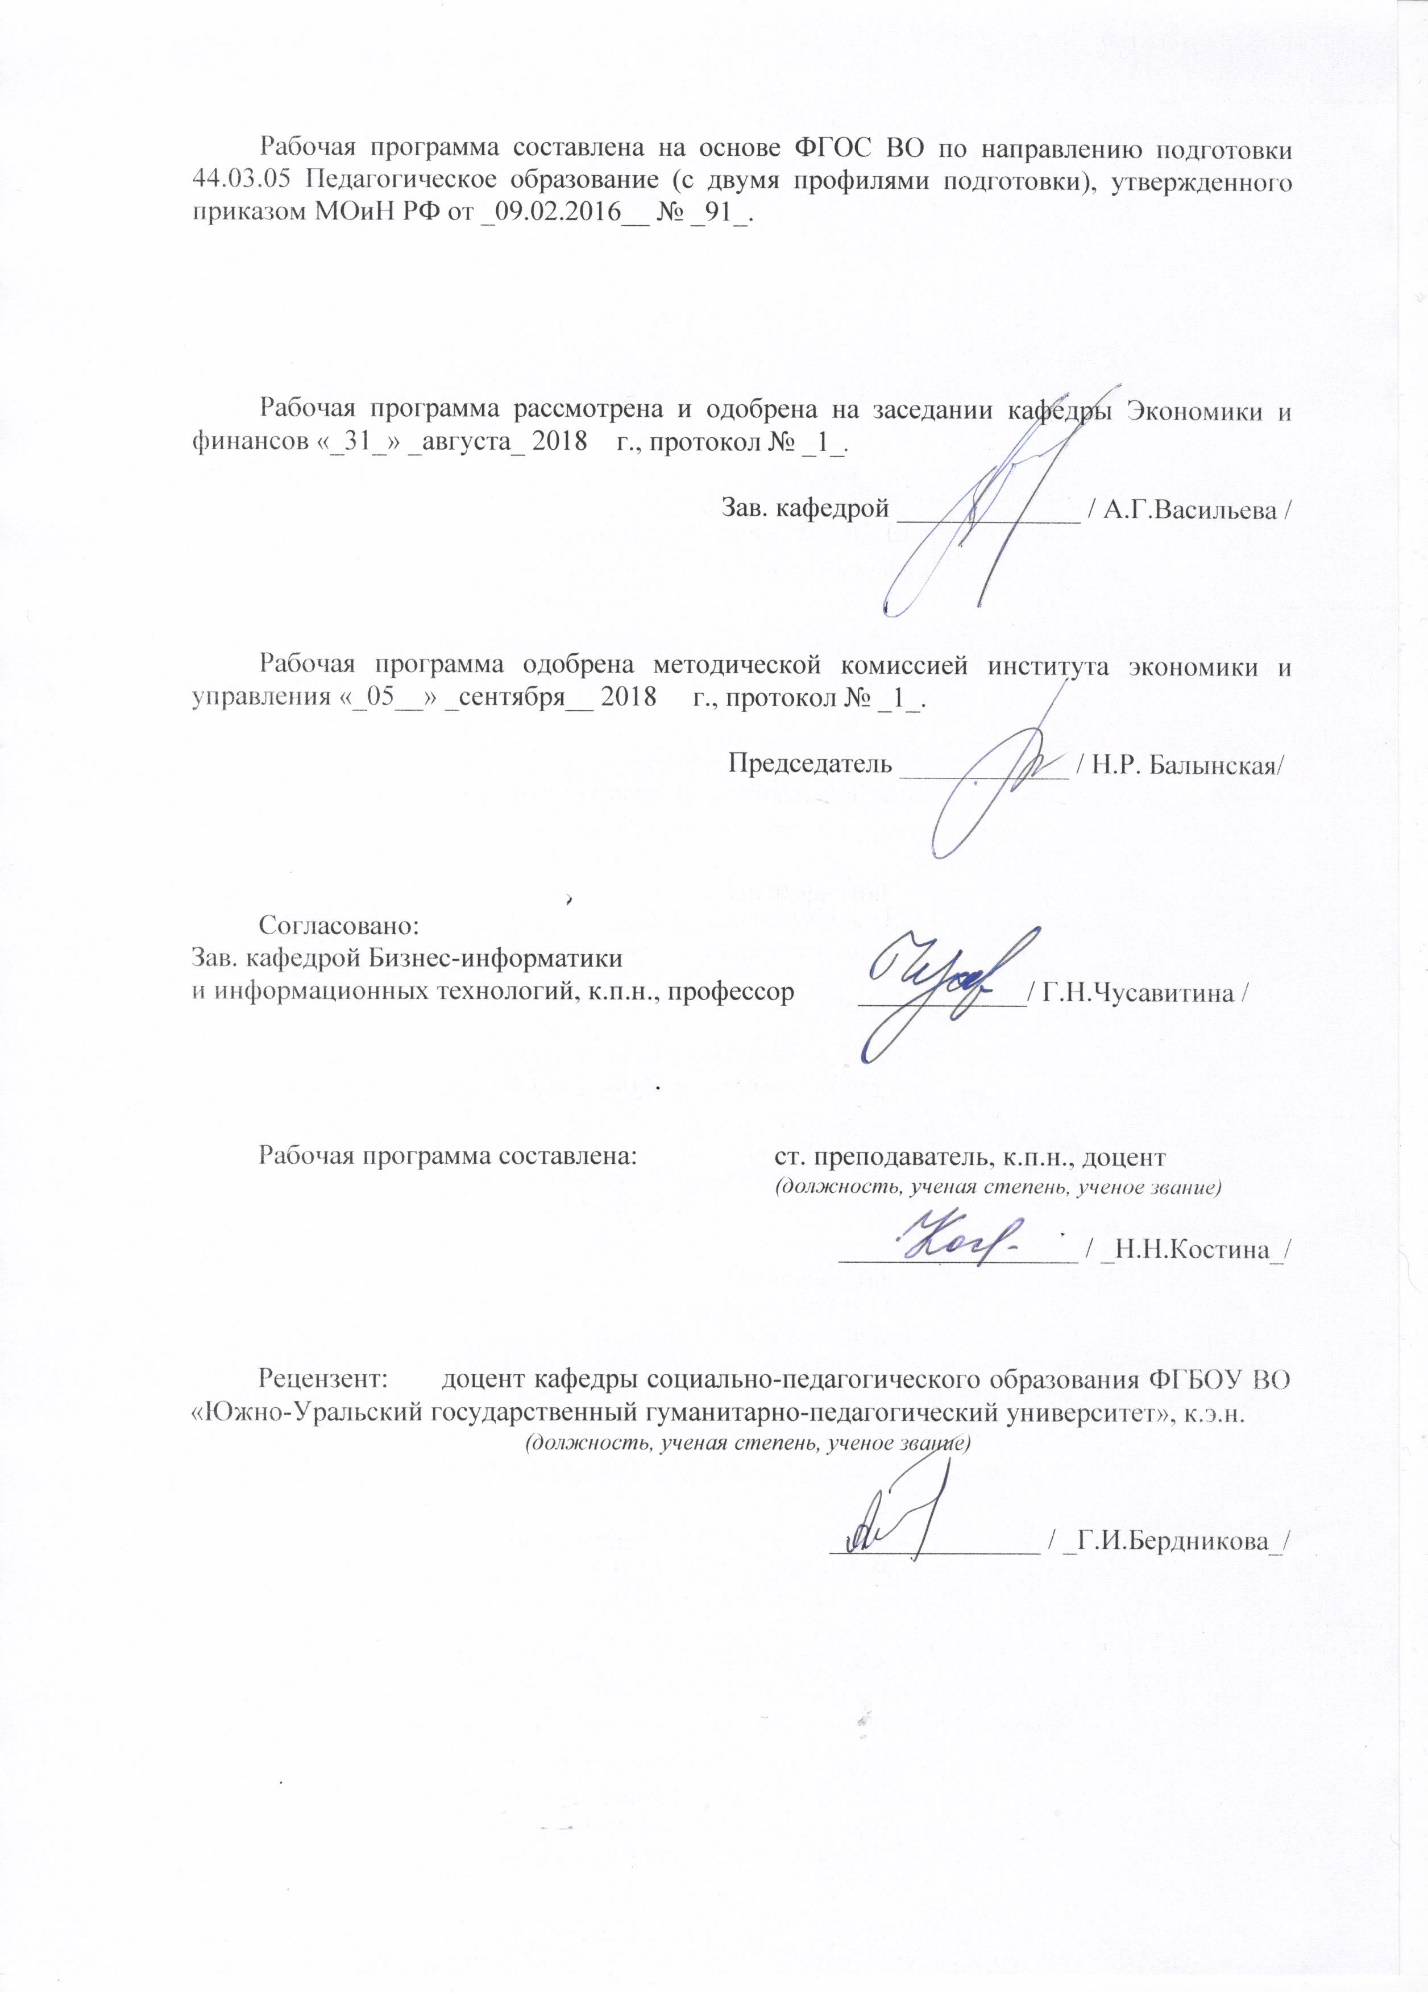 Рабочая программа составлена на основе ФГОС ВО по направлению подготовки
44.03.05 Педагогическое образование (с двумя профилями подготовки), утвержденного
приказом МОиН РФ от _09.02.2016__ № _91_.
Рабочая программа рассмотрена и одобрена на заседании кафедры Экономики и
финансов «_31_» _августа_ 2018 г., протокол № _1_.
Зав. кафедрой _____________ / А.Г.Васильева /
Рабочая программа одобрена методической комиссией института экономики и
управления «_05__» _сентября__ 2018 г., протокол № _1_.
Председатель ____________ / Н.Р. Балынская/
Согласовано:
Зав. кафедрой Бизнес-информатики
и информационных технологий, к.п.н., профессор ____________/ Г.Н.Чусавитина /
Рабочая программа составлена: ст. преподаватель, к.п.н., доцент
(должность, ученая степень, ученое звание)
_________________ / _Н.Н.Костина_/
Рецензент: доцент кафедры социально-педагогического образования ФГБОУ ВО
«Южно-Уральский государственный гуманитарно-педагогический университет», к.э.н.
(должность, ученая степень, ученое звание)
_______________ / _Г.И.Бердникова_/